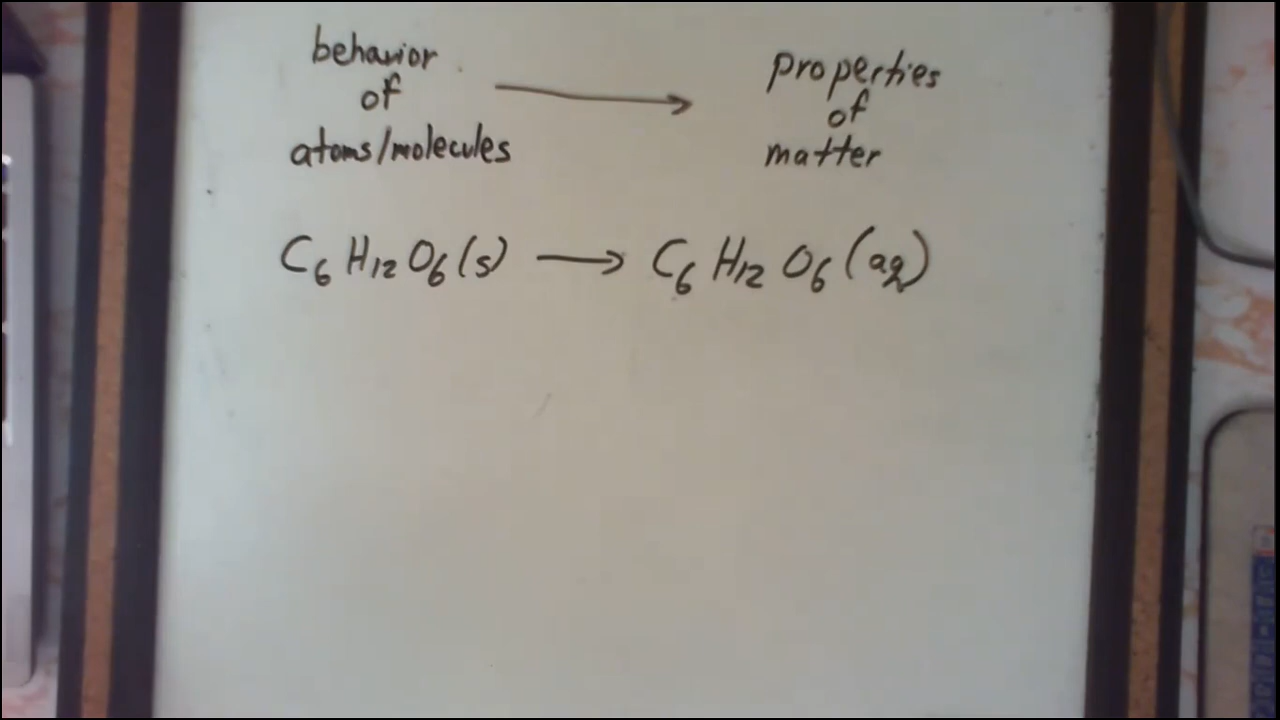 behavior
of
atoms/molecules
properties
of
matter
C₆H₁₂O₆(s) ⟶ C₆H₁₂O₆(aq)